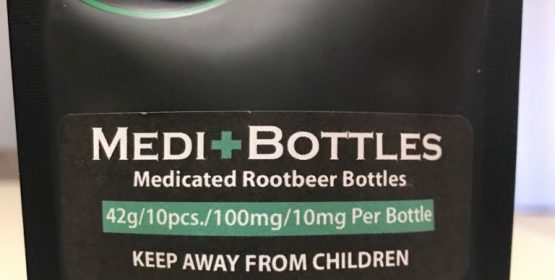 MEDI+BOTTLES
Medicated Rootbeer Bottles
42g/10pcs./100mg/10mg Per Bottle
KEEP AWAY FROM CHILDREN